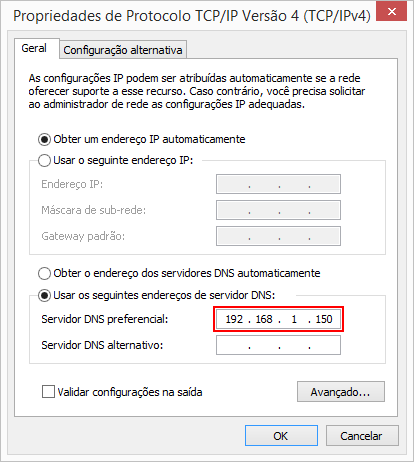 Propriedades de Protocolo TCP/IP Versão 4 (TCP/IPv4)
Geral Configuração alternativa
As configurações IP podem ser atribuídas automaticamente se a rede
oferecer suporte a esse recurso. Caso contrário, você precisa solicitar
ao administrador de rede as configurações IP adequadas.
Obter um endereço IP automaticamente
Usar o seguinte endereço IP:
Endereço IP: . . .
Máscara de sub-rede: . . .
Gateway padrão: . . .
Obter o endereço dos servidores DNS automaticamente
Usar os seguintes endereços de servidor DNS:
Servidor DNS preferencial: 192 . 168 . 1 . 150
Servidor DNS alternativo: . . .
Validar configurações na saída Avançado...
OK Cancelar